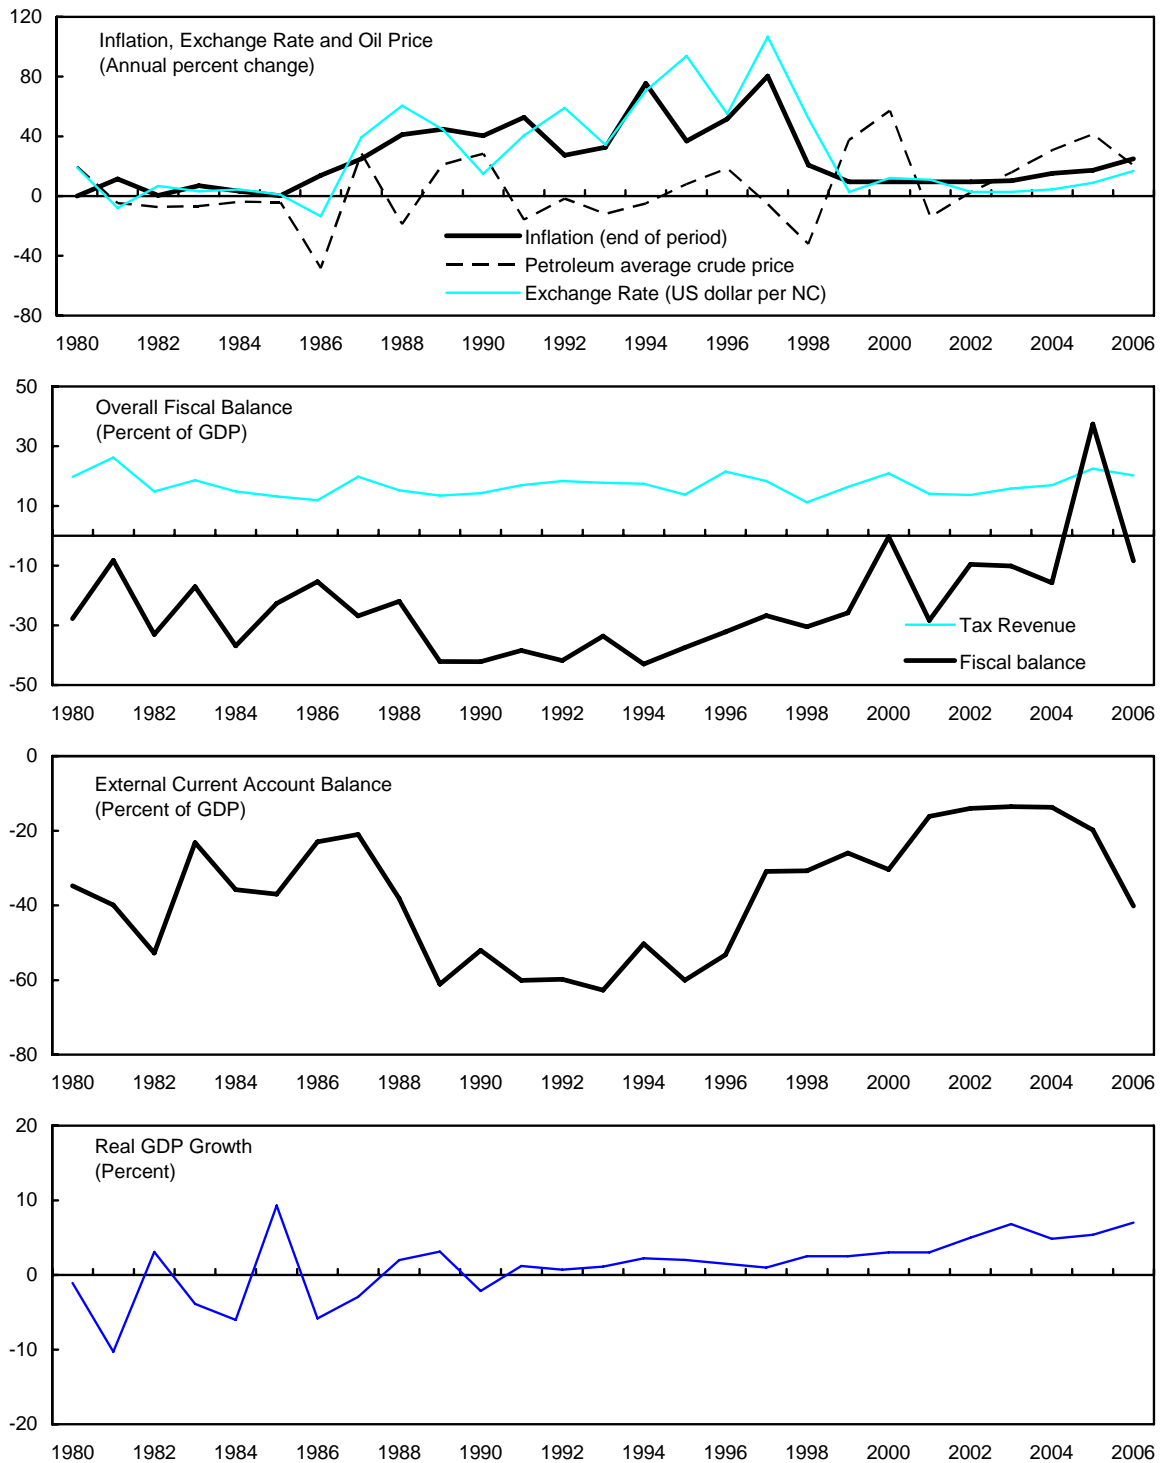 120
80
40
0
-40
-80
Inflation, Exchange Rate and Oil Price
(Annual percent change)
Inflation (end of period)
Petroleum average crude price
Exchange Rate (US dollar per NC)
1980 1982 1984 1986 1988 1990 1992 1994 1996 1998 2000 2002 2004 2006
50
30
10
-10
-30
-50
Overall Fiscal Balance
(Percent of GDP)
Tax Revenue
Fiscal balance
1980 1982 1984 1986 1988 1990 1992 1994 1996 1998 2000 2002 2004 2006
0
-20
-40
-60
-80
External Current Account Balance
(Percent of GDP)
1980 1982 1984 1986 1988 1990 1992 1994 1996 1998 2000 2002 2004 2006
20
10
0
-10
-20
Real GDP Growth
(Percent)
1980 1982 1984 1986 1988 1990 1992 1994 1996 1998 2000 2002 2004 2006